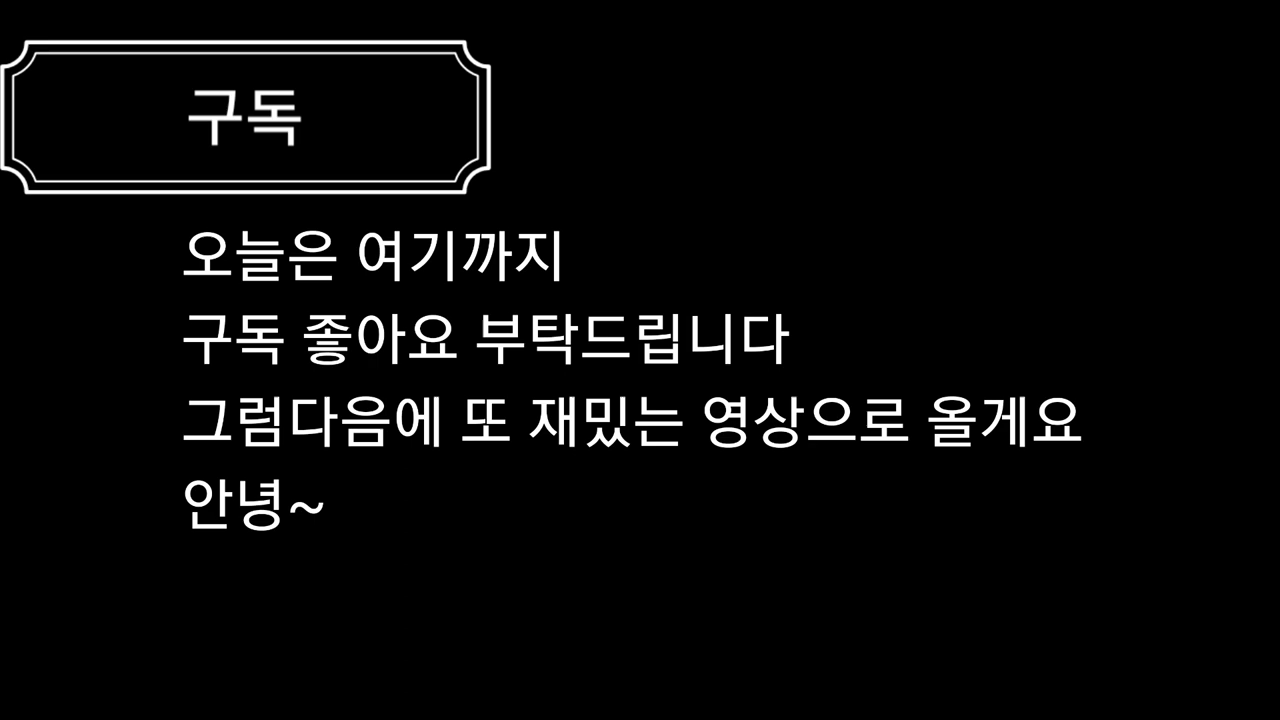 구독
오늘은 여기까지
구독 좋아요 부탁드립니다
그럼다음에 또 재밌는 영상으로 올게요
안녕~